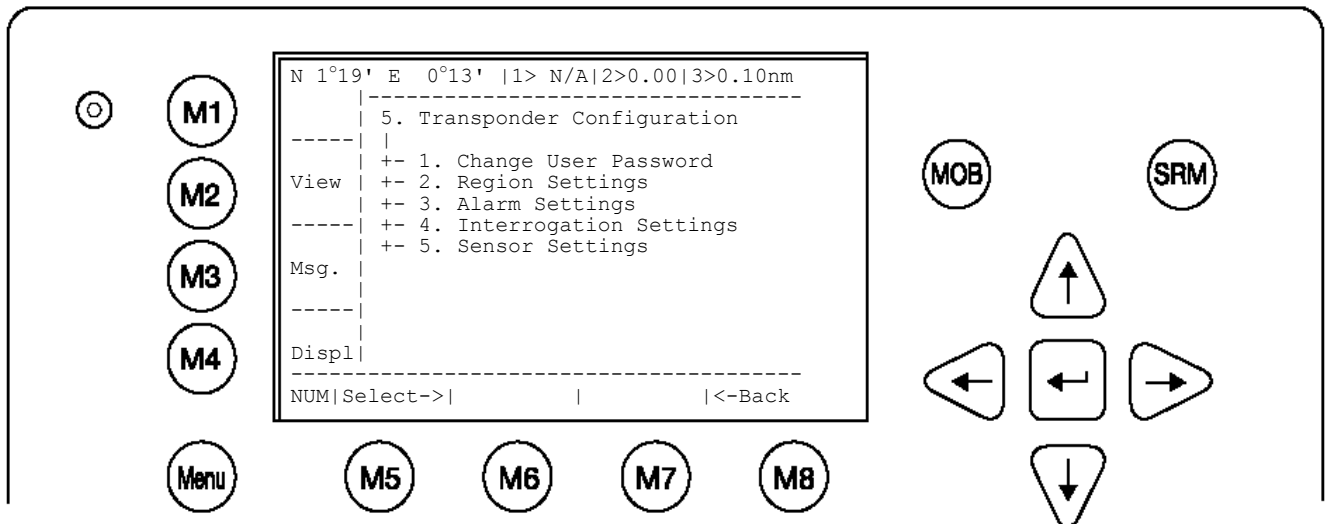 N 1°19' E  0°13' |1> N/A|2>0.00|3>0.10nm
5. Transponder Configuration
+- 1. Change User Password
View | +- 2. Region Settings
+- 3. Alarm Settings
+- 4. Interrogation Settings
+- 5. Sensor Settings
Msg.
Displ
NUM|Select->|        |        |<-Back
M1
M2
M3
M4
MOB
SRM
Menu
M5
M6
M7
M8